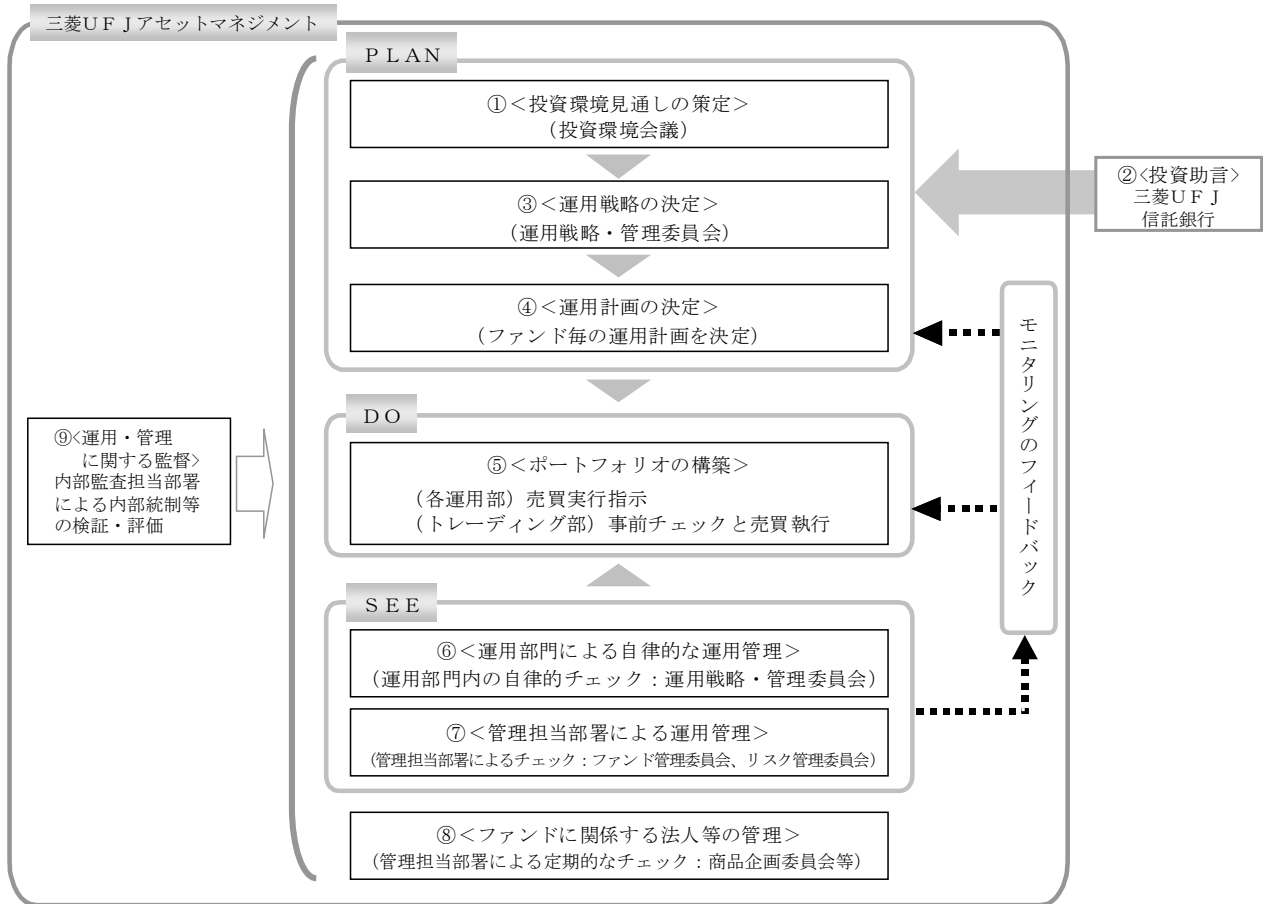 三菱UFJアセットマネジメント
PLAN
①<投資環境見通しの策定>
(投資環境会議)
②<投資助言>
三菱UFJ
信託銀行
③<運用戦略の決定>
(運用戦略・管理委員会)
④<運用計画の決定>
(ファンド毎の運用計画を決定)
モニタリングのフィードバック
DO
⑤<ポートフォリオの構築>
(各運用部)売買実行指示
(トレーディング部)事前チェックと売買執行
⑨<運用・管理
に関する監督>
内部監査担当部署
による内部統制等
の検証・評価
SEE
⑥<運用部門による自律的な運用管理>
(運用部門内の自律的チェック:運用戦略・管理委員会)
⑦<管理担当部署による運用管理>
(管理担当部署によるチェック:ファンド管理委員会、リスク管理委員会)
⑧<ファンドに関係する法人等の管理>
(管理担当部署による定期的なチェック:商品企画委員会等)